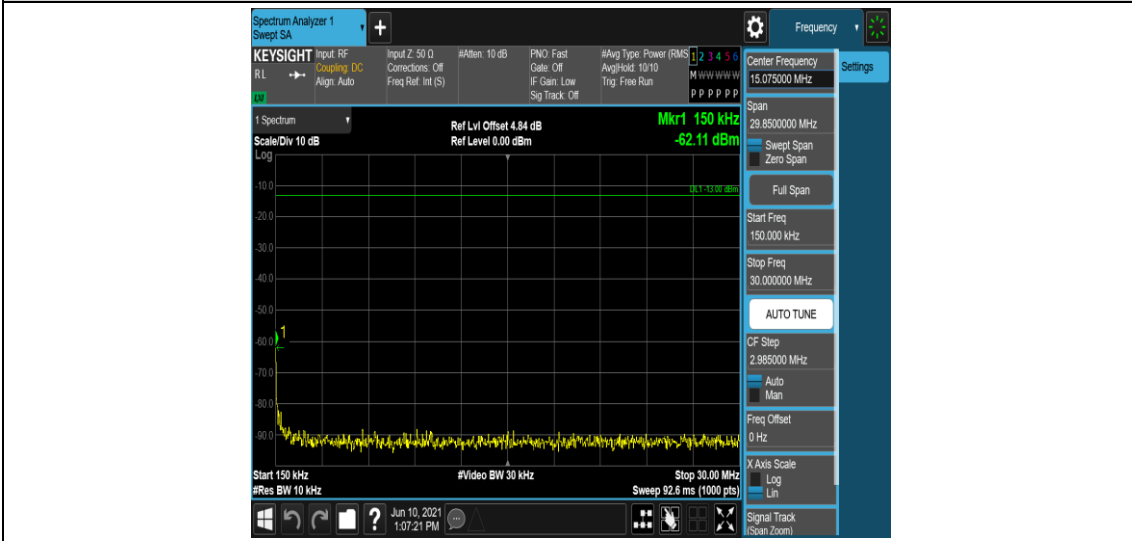 Spectrum Analyzer 1
Swept SA
+
Frequency
KEYSIGHT
RL
LXI
Input: RF
Coupling: DC
Align: Auto
Input Z: 50 Ω
Corrections: Off
Freq Ref: Int (S)
#Atten: 10 dB
PNO: Fast
Gate: Off
IF Gain: Low
Sig Track: Off
#Avg Type: Power (RMS
Avg|Hold: 10/10
Trig: Free Run
1 2 3 4 5 6
M W W W W W
P P P P P P
1 Spectrum
Scale/Div 10 dB
Log
Ref Lvl Offset 4.84 dB
Ref Level 0.00 dBm
Mkr1 150 kHz
-62.11 dBm
DL1 -13.00 dBm
-10.0
-20.0
-30.0
-40.0
-50.0
-60.0
-70.0
-80.0
-90.0
1
Start 150 kHz
#Res BW 10 kHz
#Video BW 30 kHz
Stop 30.00 MHz
Sweep 92.6 ms (1000 pts)
?
Jun 10, 2021
1:07:21 PM
Center Frequency
15.075000 MHz
Span
29.8500000 MHz
Swept Span
Zero Span
Full Span
Start Freq
150.000 kHz
Stop Freq
30.000000 MHz
AUTO TUNE
CF Step
2.985000 MHz
Auto
Man
Freq Offset
0 Hz
X Axis Scale
Log
Lin
Signal Track
(Span Zoom)
Settings